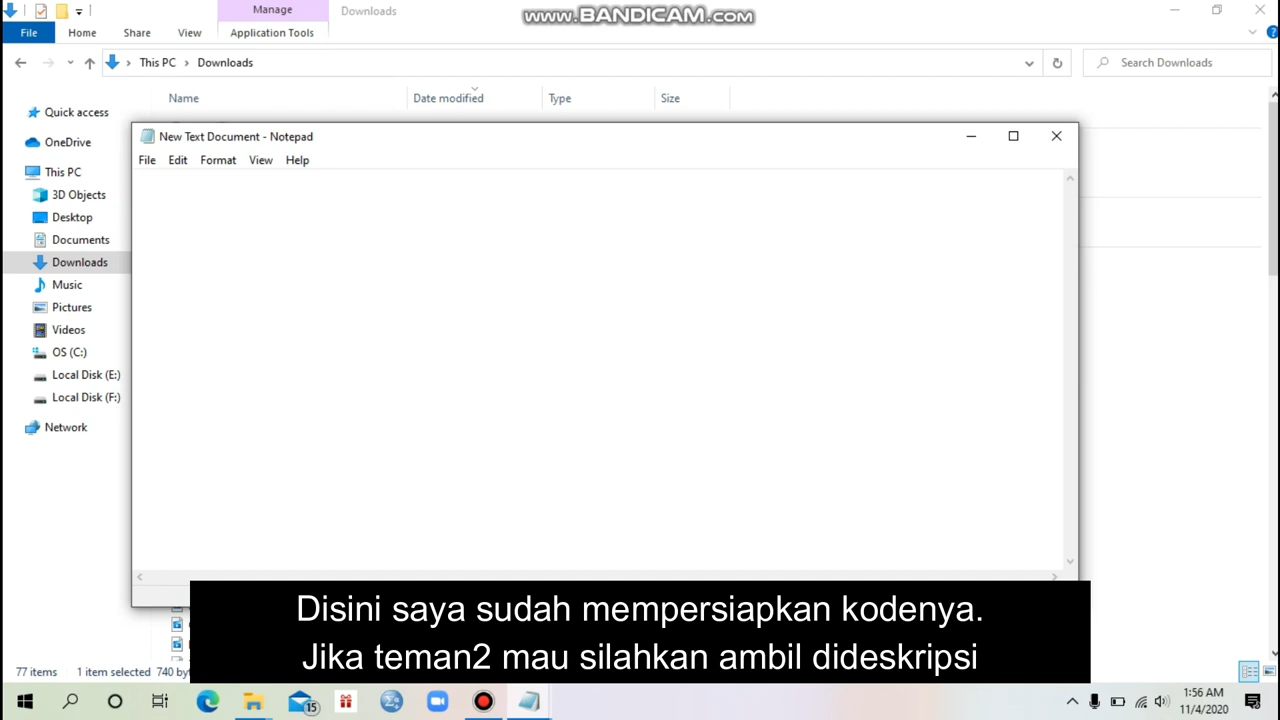 Manage
Downloads
www.BANDICAM.com
File
Home
Share
View
Application Tools
This PC
Downloads
Search Downloads
Name
Date modified
Type
Size
Quick access
OneDrive
This PC
3D Objects
Desktop
Documents
Downloads
Music
Pictures
Videos
OS (C:)
Local Disk (E:)
Local Disk (F:)
Network
New Text Document - Notepad
File
Edit
Format
View
Help
Disini saya sudah mempersiapkan kodenya.
Jika teman2 mau silahkan ambil dideskripsi
77 items
1 item selected
740 byt
15
1:56 AM
11/4/2020